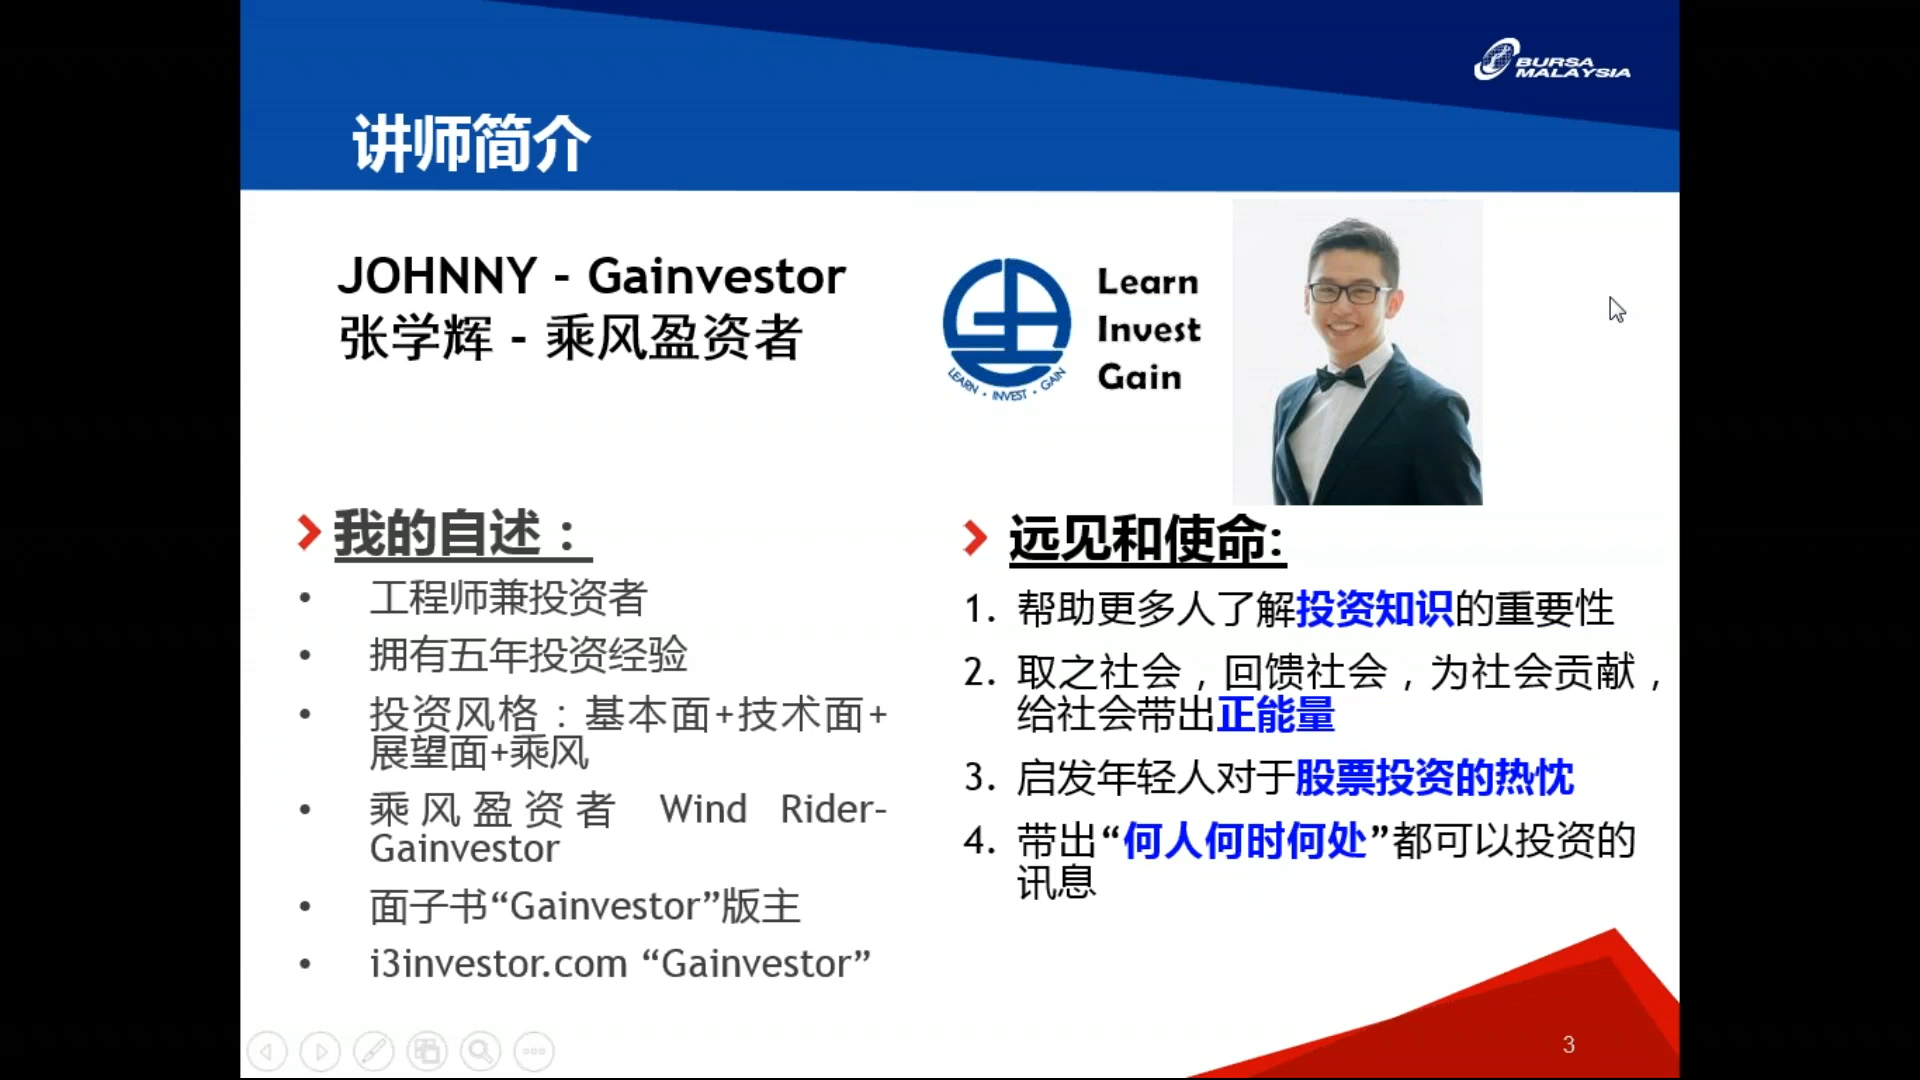 BURSA
MALAYSIA
讲师简介
JOHNNY - Gainvestor
张学辉 - 乘风盈资者
LEARN · INVEST · GAIN
Learn
Invest
Gain
我的自述：
• 工程师兼投资者
• 拥有五年投资经验
• 投资风格：基本面+技术面+
展望面+乘风
• 乘风盈资者 Wind Rider-
Gainvestor
• 面子书“Gainvestor”版主
• i3investor.com “Gainvestor”
远见和使命:
1. 帮助更多人了解投资知识的重要性
2. 取之社会，回馈社会，为社会贡献，
给社会带出正能量
3. 启发年轻人对于股票投资的热忱
4. 带出“何人何时何处”都可以投资的
讯息
3